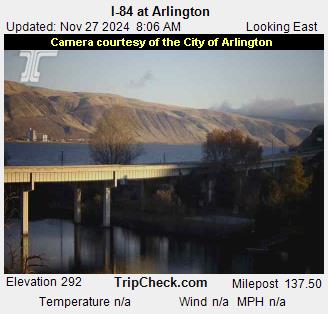 I-84 at Arlington
Updated: Nov 27 2024 8:06 AM Looking East
Camera courtesy of the City of Arlington
Elevation 292 TripCheck.com Milepost 137.50
Temperature n/a Wind n/a MPH n/a